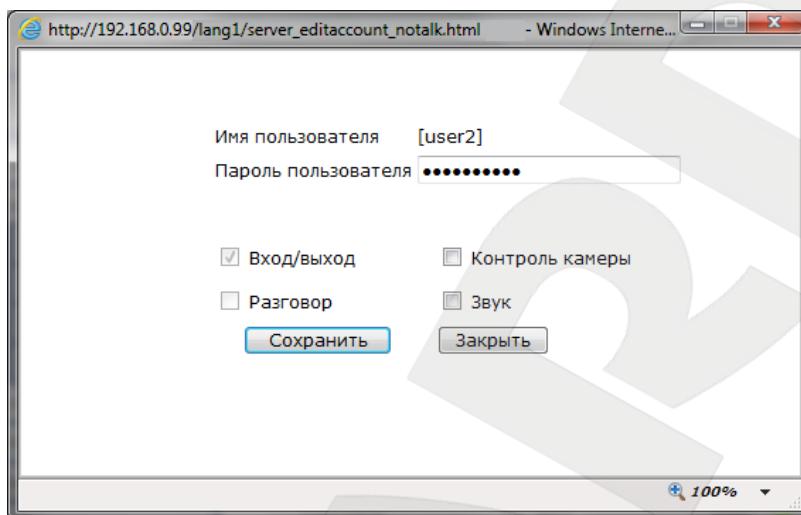 http://192.168.0.99/lang1/server_editaccount_notalk.html - Windows Interne...
Имя пользователя [user2]
Пароль пользователя ••••••••••
Вход/выход Контроль камеры
Разговор Звук
Сохранить Закрыть
100%